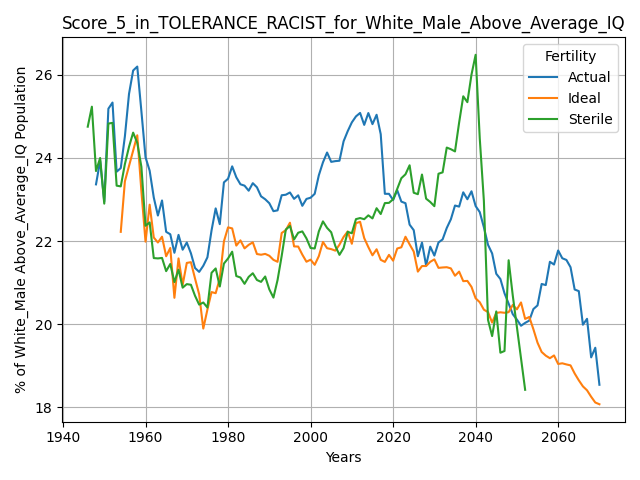 Score_5_in_TOLERANCE_RACIST_for_White_Male_Above_Average_IQ
% of White_Male Above_Average_IQ Population
26
24
22
20
18
Fertility
Actual
Ideal
Sterile
1940
1960
1980
2000
2020
2040
2060
Years